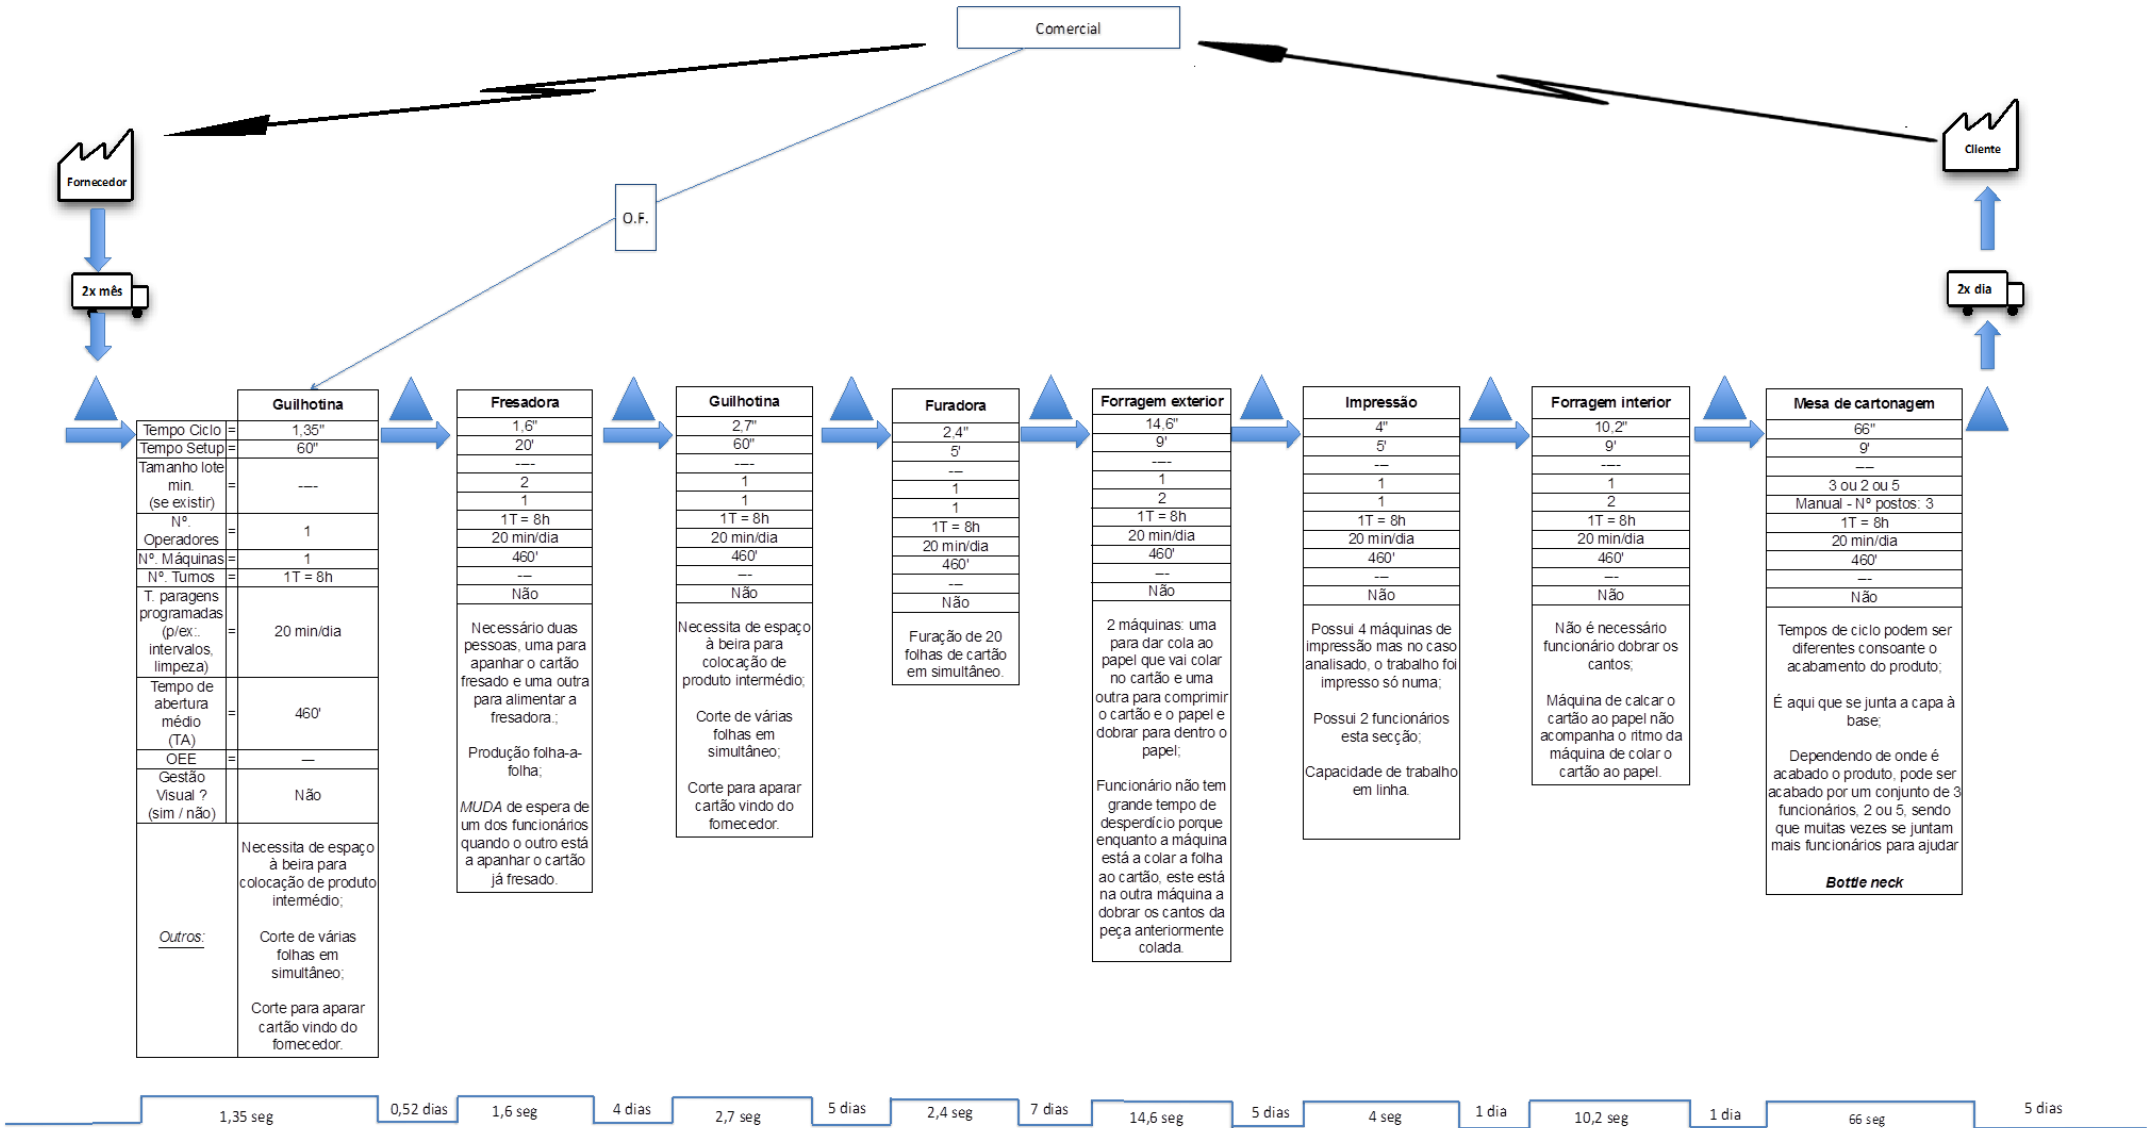 Comercial
Fornecedor
Cliente
O.F.
2x mês
2x dia
Guilhotina
Tempo Ciclo = 1,35"
Tempo Setup = 60"
Tamanho lote
min.
(se existir) = ----
Nº.
Operadores = 1
Nº. Máquinas = 1
Nº. Turnos = 1T = 8h
T. paragens
programadas
(p/ex:.
intervalos,
limpeza) = 20 min/dia
Tempo de
abertura
médio
(TA) = 460'
OEE = ---
Gestão
Visual ?
(sim / não) Não
Outros:
Necessita de espaço
à beira para
colocação de produto
intermédio;
Corte de várias
folhas em
simultâneo;
Corte para aparar
cartão vindo do
fornecedor.
Fresadora
1,6"
20'
----
2
1
1T = 8h
20 min/dia
460'
---
Não
Necessário duas
pessoas, uma para
apanhar o cartão
fresado e uma outra
para alimentar a
fresadora.;
Produção folha-a-
folha;
MUDA de espera de
um dos funcionários
quando o outro está
a apanhar o cartão
já fresado.
Guilhotina
2,7"
60"
----
1
1
1T = 8h
20 min/dia
460'
---
Não
Necessita de espaço
à beira para
colocação de
produto intermédio;
Corte de várias
folhas em
simultâneo;
Corte para aparar
cartão vindo do
fornecedor.
Furadora
2,4"
5'
---
1
1
1T = 8h
20 min/dia
460'
---
Não
Furação de 20
folhas de cartão
em simultâneo.
Forragem exterior
14,6"
9'
----
1
2
1T = 8h
20 min/dia
460'
---
Não
2 máquinas: uma
para dar cola ao
papel que vai colar
no cartão e uma
outra para comprimir
o cartão e o papel e
dobrar para dentro o
papel;
Funcionário não tem
grande tempo de
desperdício porque
enquanto a máquina
está a colar a folha
ao cartão, este está
na outra máquina a
dobrar os cantos da
peça anteriormente
colada.
Impressão
4"
5'
---
1
1
1T = 8h
20 min/dia
460'
---
Não
Possui 4 máquinas de
impressão mas no caso
analisado, o trabalho foi
impresso só numa;
Possui 2 funcionários
esta secção;
Capacidade de trabalho
em linha.
Forragem interior
10,2"
9'
----
1
2
1T = 8h
20 min/dia
460'
---
Não
Não é necessário
funcionário dobrar os
cantos;
Máquina de calcar o
cartão ao papel não
acompanha o ritmo da
máquina de colar o
cartão ao papel.
Mesa de cartonagem
66"
9'
----
3 ou 2 ou 5
Manual - Nº postos: 3
1T = 8h
20 min/dia
460'
---
Não
Tempos de ciclo podem ser
diferentes consoante o
acabamento do produto;
É aqui que se junta a capa à
base;
Dependendo de onde é
acabado o produto, pode ser
acabado por um conjunto de 3
funcionários, 2 ou 5, sendo
que muitas vezes se juntam
mais funcionários para ajudar
Bottle neck
1,35 seg
0,52 dias
1,6 seg
4 dias
2,7 seg
5 dias
2,4 seg
7 dias
14,6 seg
5 dias
4 seg
1 dia
10,2 seg
1 dia
66 seg
5 dias